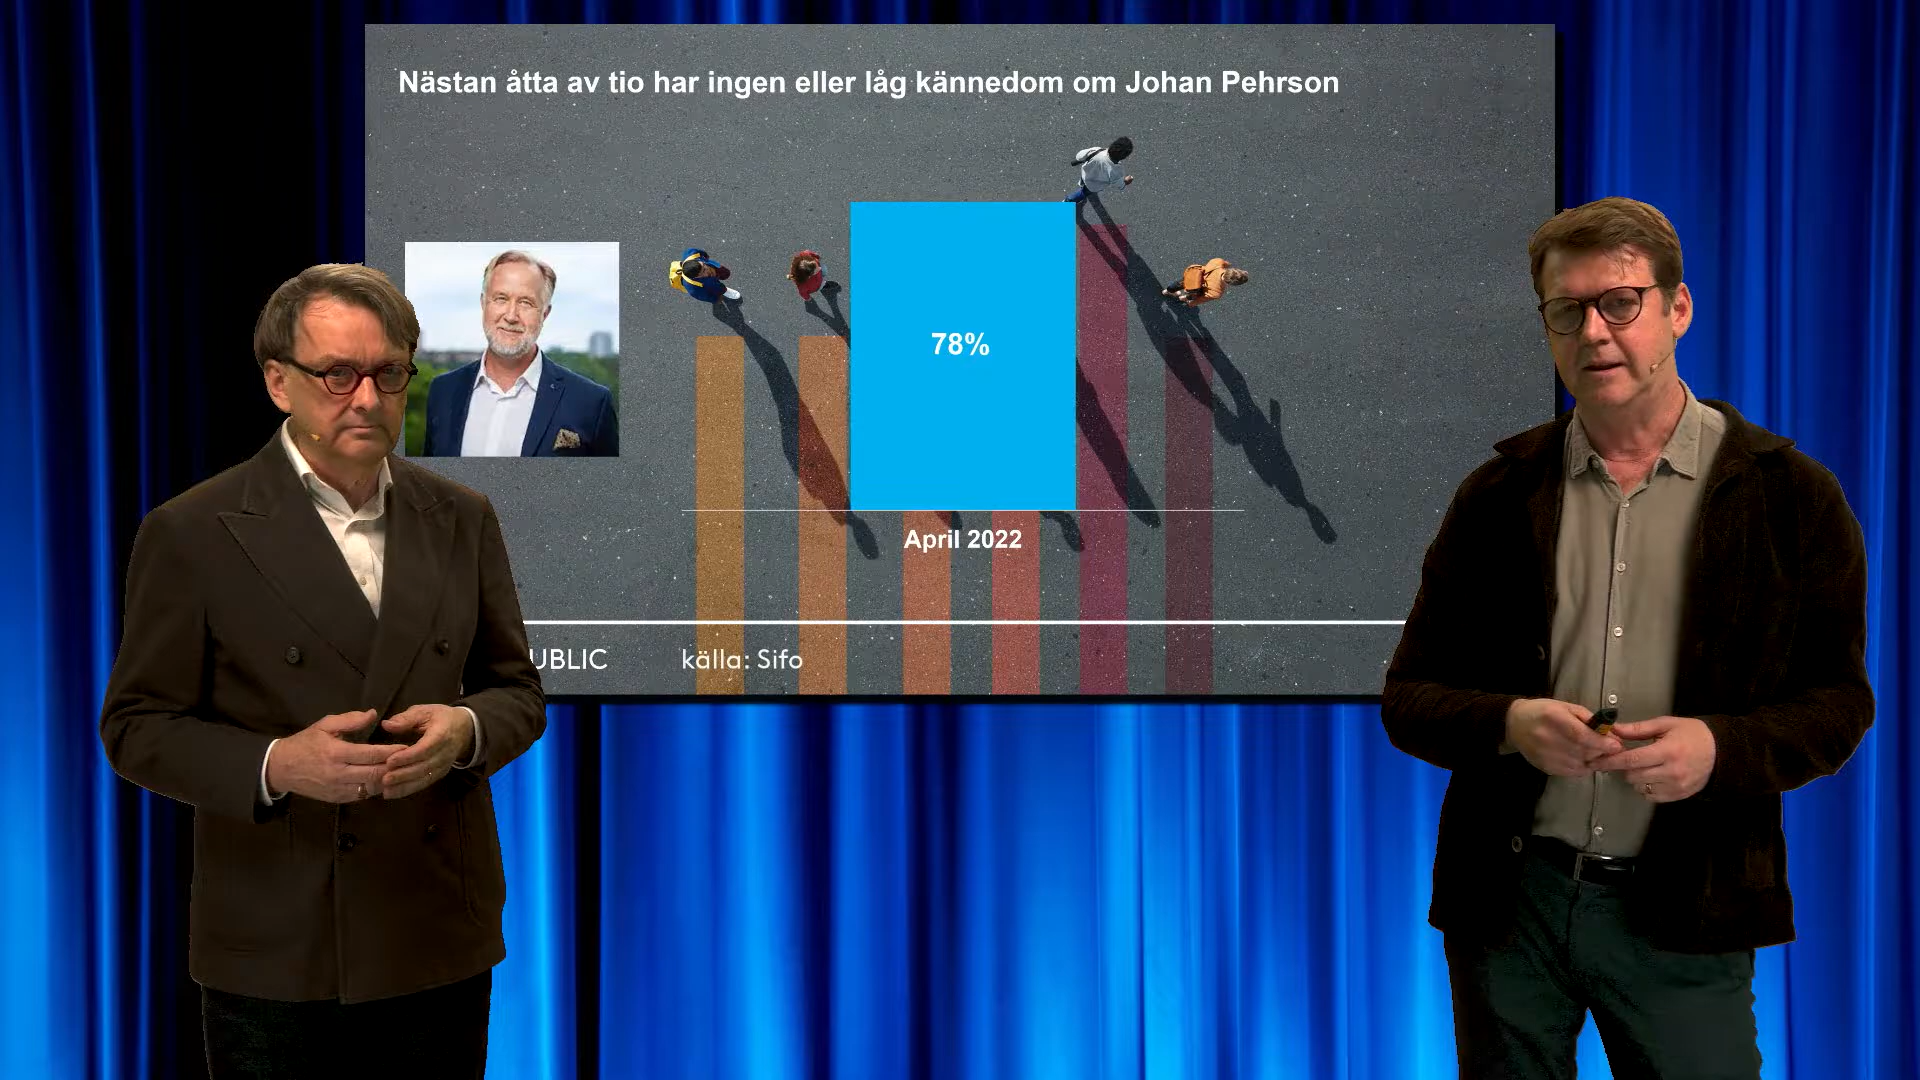 Nästan åtta av tio har ingen eller låg kännedom om Johan Pehrson
78%
April 2022
UBLIC
källa: Sifo